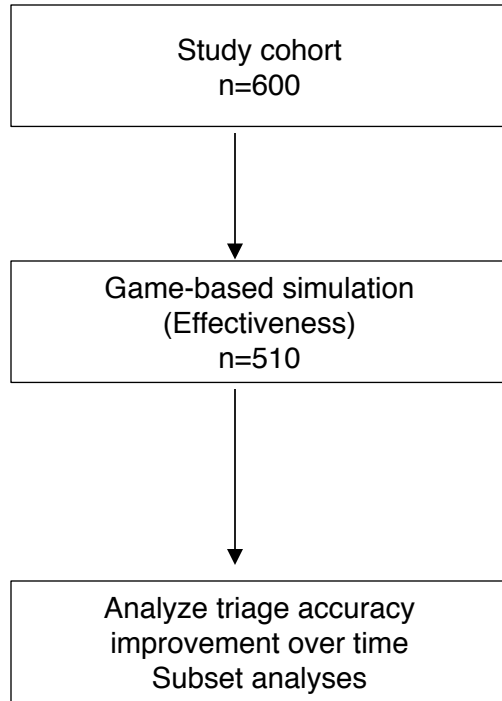 Study cohort
n=600
Game-based simulation
(Effectiveness)
n=510
Analyze triage accuracy
improvement over time
Subset analyses